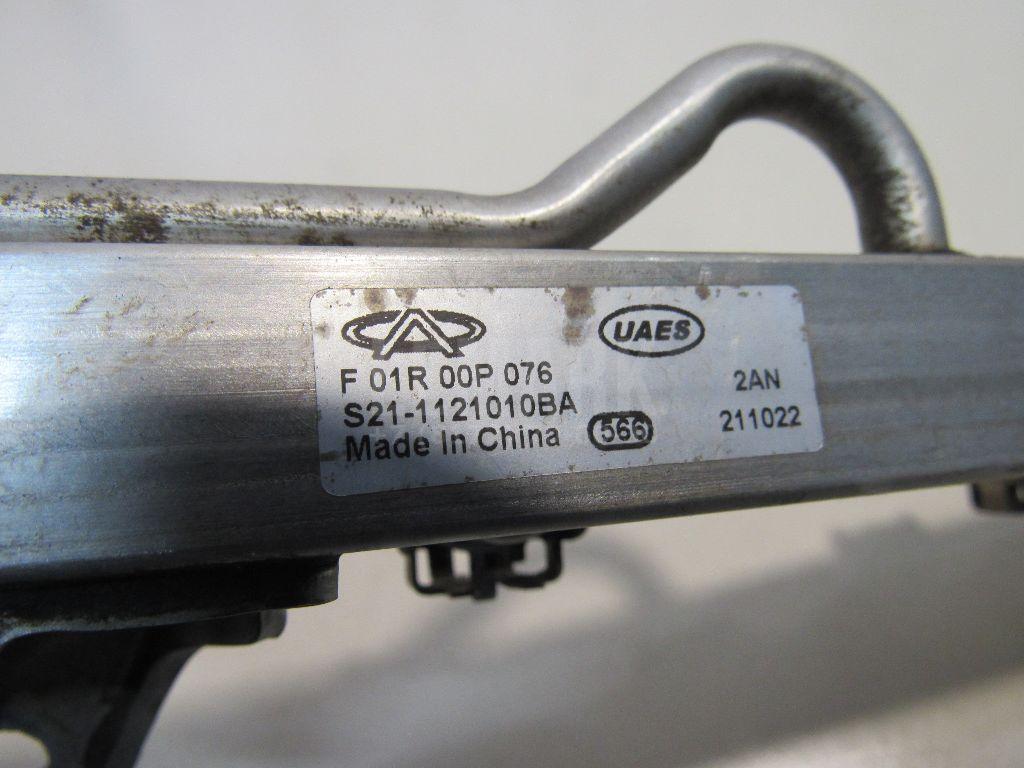 UAES
F 01R 00P 076
2AN
S21-1121010BA
566
211022
Made In China